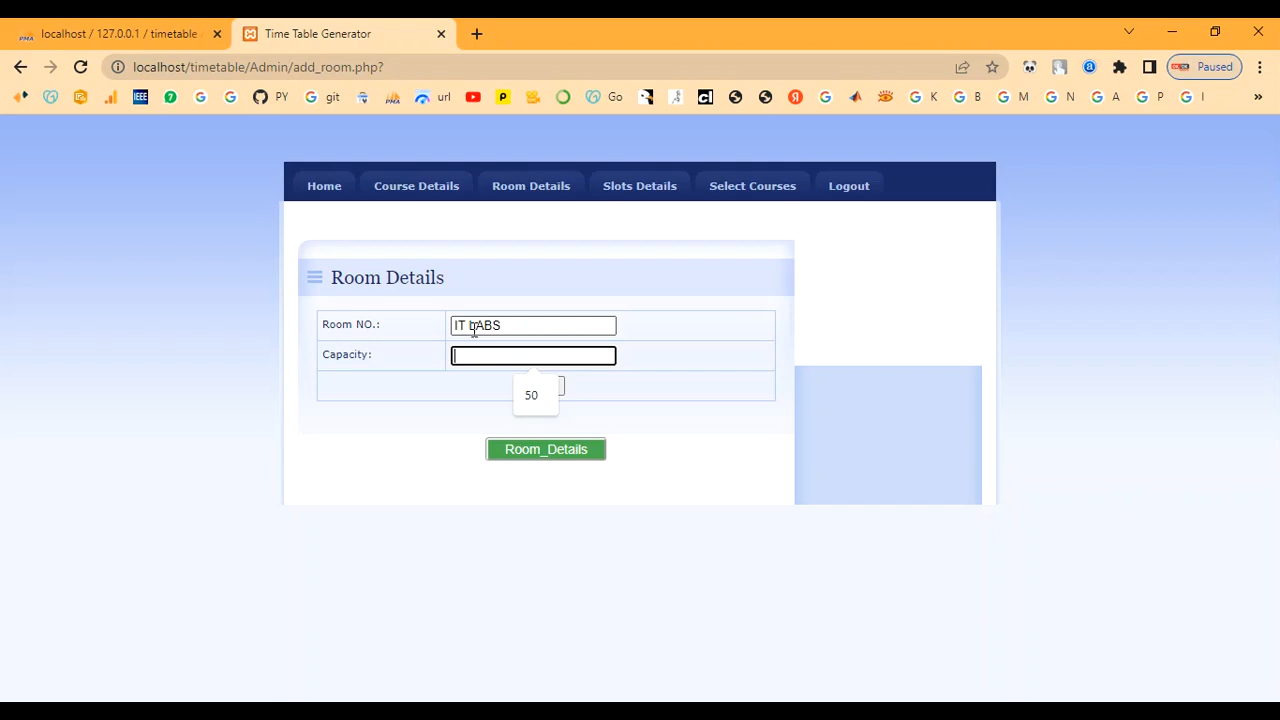 localhost / 127.0.0.1 / timetable
Time Table Generator
localhost/timetable/Admin/add_room.php?
Paused
IEEE PY git url Go K B M N A P I
Home Course Details Room Details Slots Details Select Courses Logout
Room Details
Room NO.: IT LABS
Capacity:
50
Room_Details